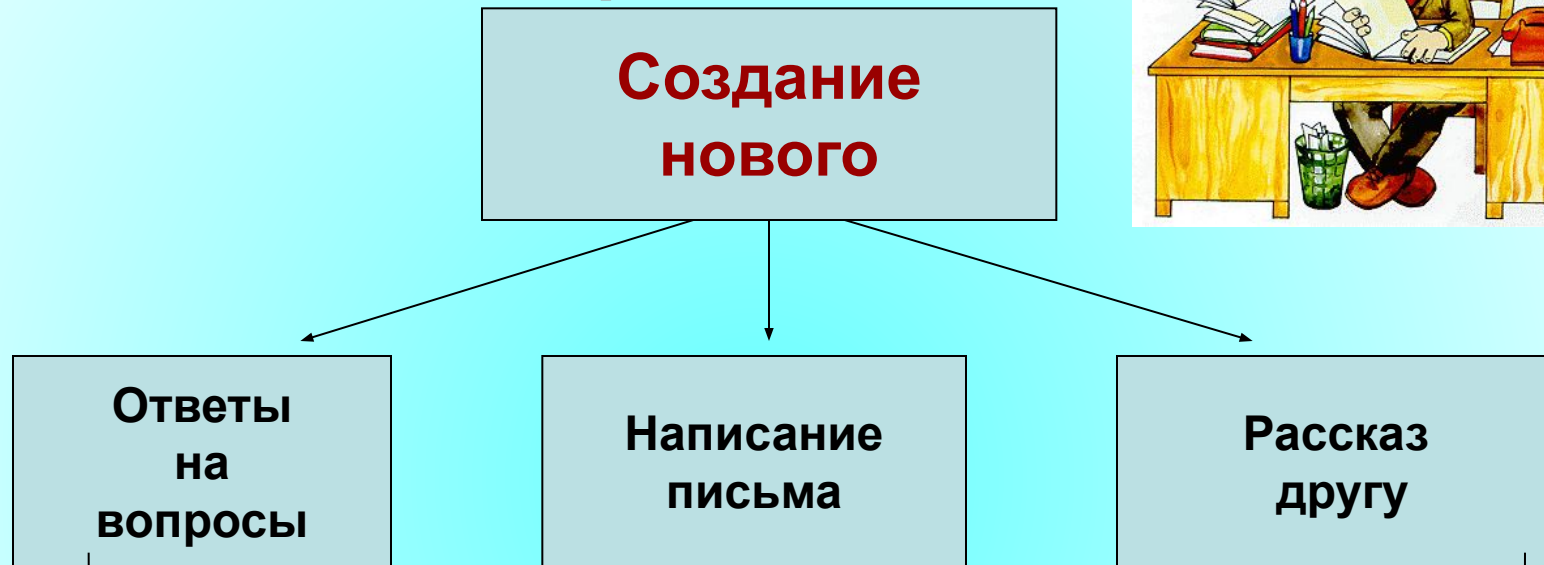 Создание
нового
Ответы
на
вопросы
Написание
письма
Рассказ
другу